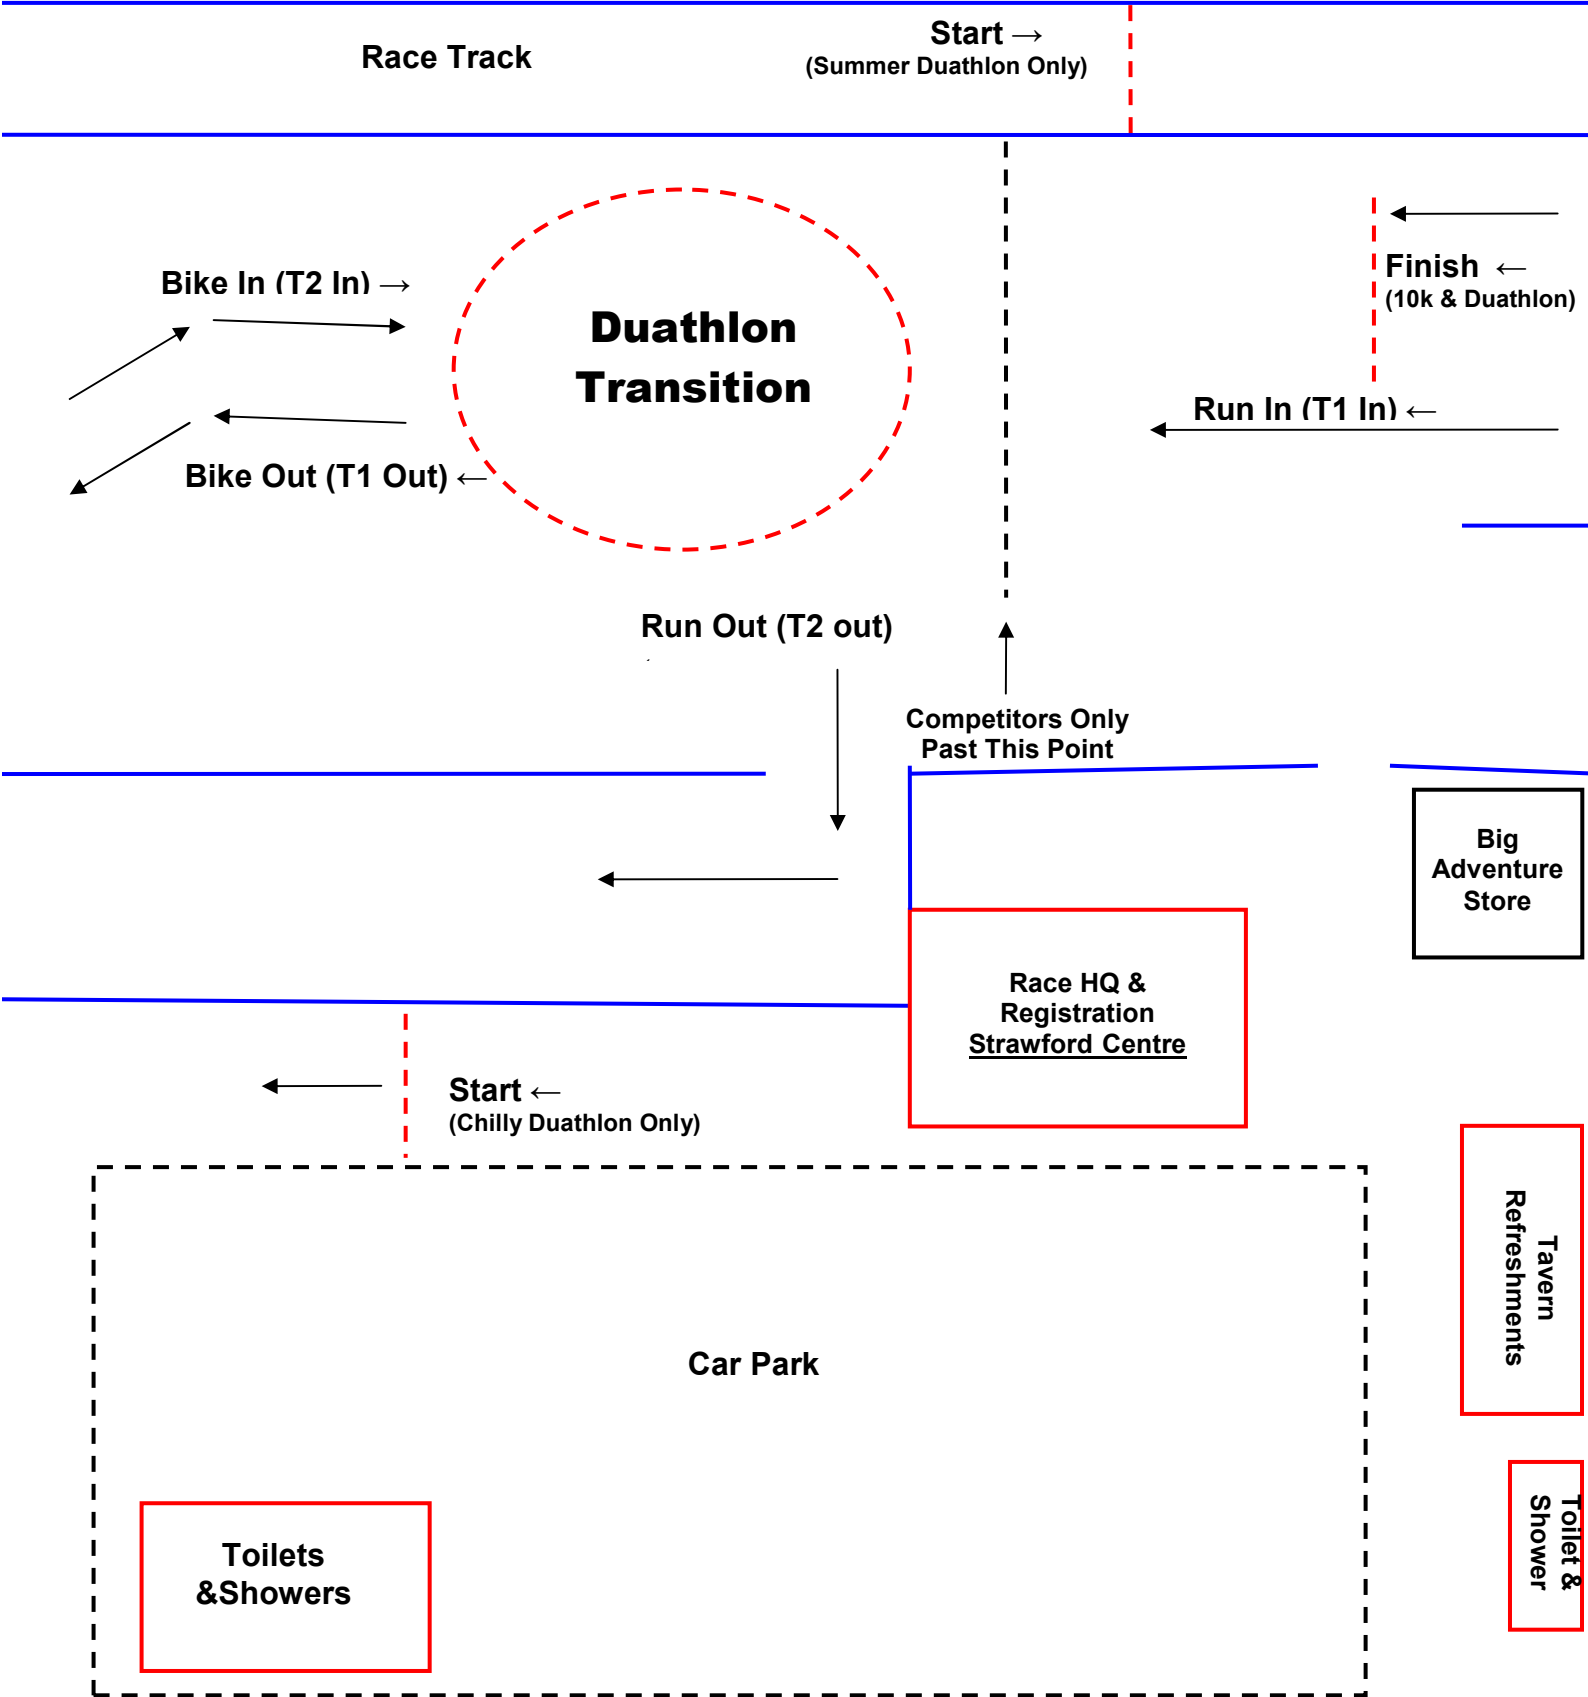 Race Track
Start →
(Summer Duathlon Only)
Finish ←
(10k & Duathlon)
Bike In (T2 In) →
Duathlon
Transition
Run In (T1 In) ←
Bike Out (T1 Out) ←
Run Out (T2 out)
Competitors Only
Past This Point
Big
Adventure
Store
Race HQ &
Registration
Strawford Centre
Start ←
(Chilly Duathlon Only)
Tavern
Refreshments
Car Park
Toilet &
Shower
Toilets
&Showers